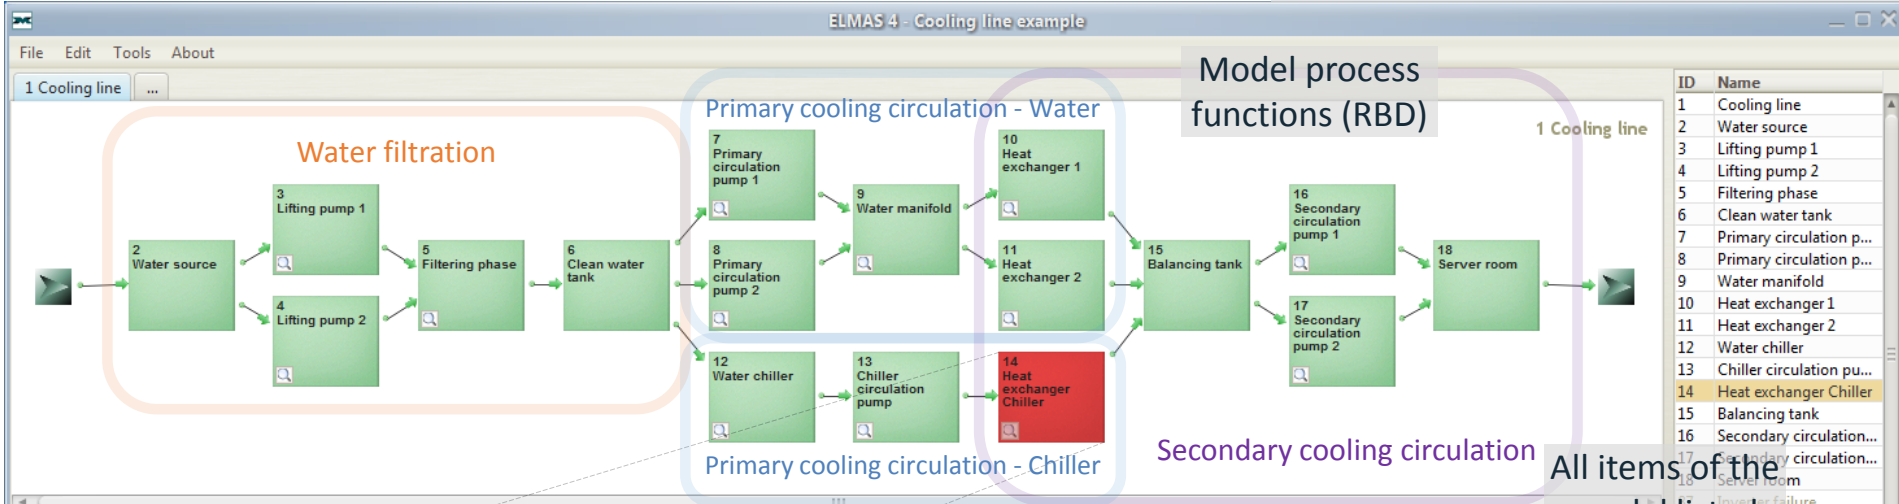 ELMAS 4 - Cooling line example
File Edit Tools About
1 Cooling line ...
Model process
functions (RBD)
Primary cooling circulation - Water
1 Cooling line
Water filtration
2
Water source
3
Lifting pump 1
4
Lifting pump 2
5
Filtering phase
6
Clean water
tank
7
Primary
circulation
pump 1
8
Primary
circulation
pump 2
9
Water manifold
10
Heat
exchanger 1
11
Heat
exchanger 2
12
Water chiller
13
Chiller
circulation
pump
14
Heat
exchanger
Chiller
15
Balancing tank
16
Secondary
circulation
pump 1
17
Secondary
circulation
pump 2
18
Server room
Primary cooling circulation - Chiller
Secondary cooling circulation
All items of the
ID Name
1 Cooling line
2 Water source
3 Lifting pump 1
4 Lifting pump 2
5 Filtering phase
6 Clean water tank
7 Primary circulation p...
8 Primary circulation p...
9 Water manifold
10 Heat exchanger 1
11 Heat exchanger 2
12 Water chiller
13 Chiller circulation pu...
14 Heat exchanger Chiller
15 Balancing tank
16 Secondary circulation...
17 Secondary circulation...
18 Server room